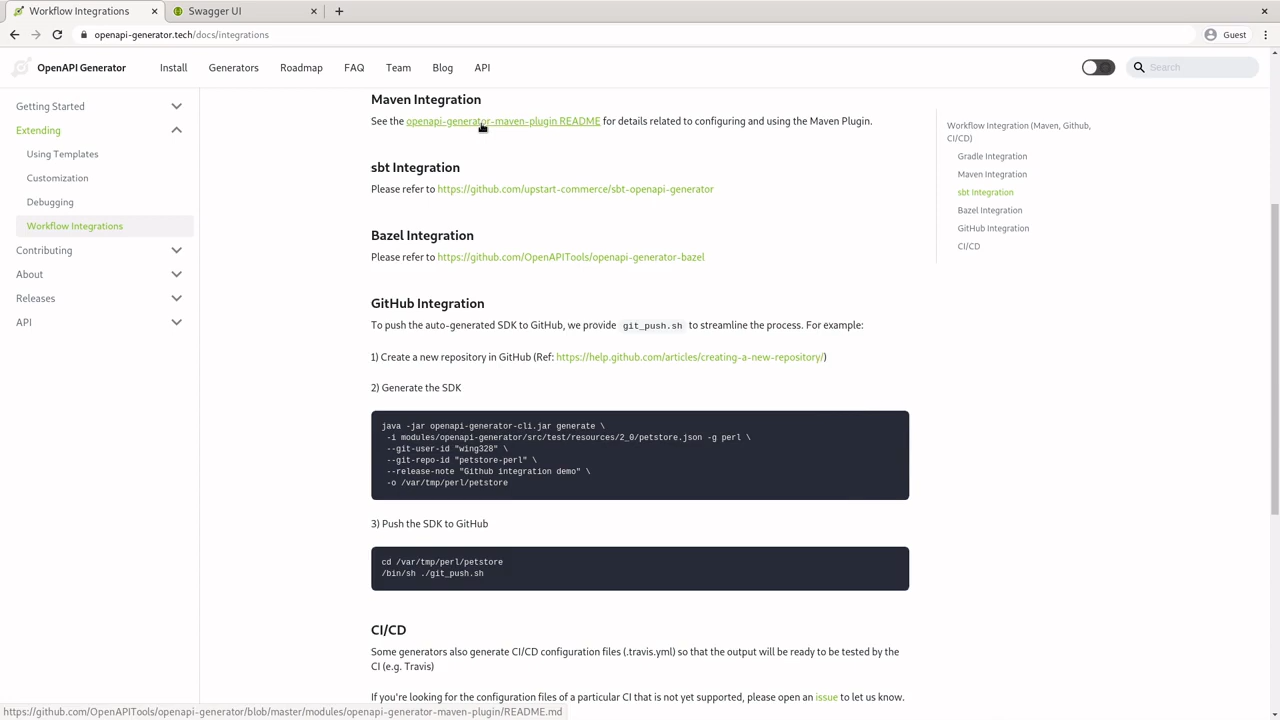 Workflow Integrations
Swagger UI
openapi-generator.tech/docs/integrations
Guest
OpenAPI Generator
Install
Generators
Roadmap
FAQ
Team
Blog
API
Search
Getting Started
Extending
Using Templates
Customization
Debugging
Workflow Integrations
Contributing
About
Releases
API
Maven Integration
See the openapi-generator-maven-plugin README for details related to configuring and using the Maven Plugin.
sbt Integration
Please refer to https://github.com/upstart-commerce/sbt-openapi-generator
Bazel Integration
Please refer to https://github.com/OpenAPITools/openapi-generator-bazel
GitHub Integration
To push the auto-generated SDK to GitHub, we provide git_push.sh to streamline the process. For example:
1) Create a new repository in GitHub (Ref: https://help.github.com/articles/creating-a-new-repository/)
2) Generate the SDK
java -jar openapi-generator-cli.jar generate \
-i modules/openapi-generator/src/test/resources/2_0/petstore.json -g perl \
--git-user-id "wing328" \
--git-repo-id "petstore-perl" \
--release-note "Github integration demo" \
-o /var/tmp/perl/petstore
3) Push the SDK to GitHub
cd /var/tmp/perl/petstore
/bin/sh ./git_push.sh
CI/CD
Some generators also generate CI/CD configuration files (.travis.yml) so that the output will be ready to be tested by the
CI (e.g. Travis)
If you're looking for the configuration files of a particular CI that is not yet supported, please open an issue to let us know.
Workflow Integration (Maven, Github,
CI/CD)
Gradle Integration
Maven Integration
sbt Integration
Bazel Integration
GitHub Integration
CI/CD
https://github.com/OpenAPITools/openapi-generator/blob/master/modules/openapi-generator-maven-plugin/README.md